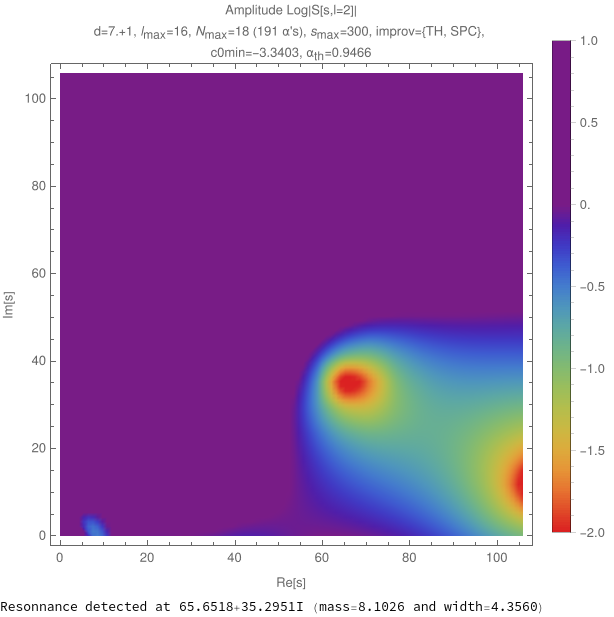 Amplitude Log|S[s,l=2]|
d=7.+1, lmax=16, Nmax=18 (191 α's), smax=300, improv={TH, SPC},
c0min=-3.3403, αth=0.9466
Im[s]
100
80
60
40
20
0
0 20 40 60 80 100
Re[s]
1.0
0.5
0.
-0.5
-1.0
-1.5
-2.0
Resonnance detected at 65.6518+35.2951I (mass=8.1026 and width=4.3560)